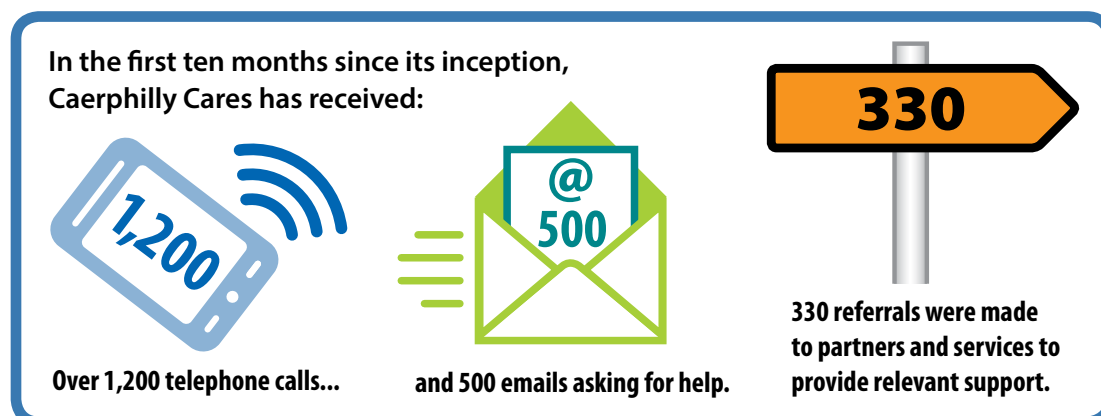 In the first ten months since its inception,
Caerphilly Cares has received:
1,200
Over 1,200 telephone calls...
@
500
and 500 emails asking for help.
330
330 referrals were made
to partners and services to
provide relevant support.